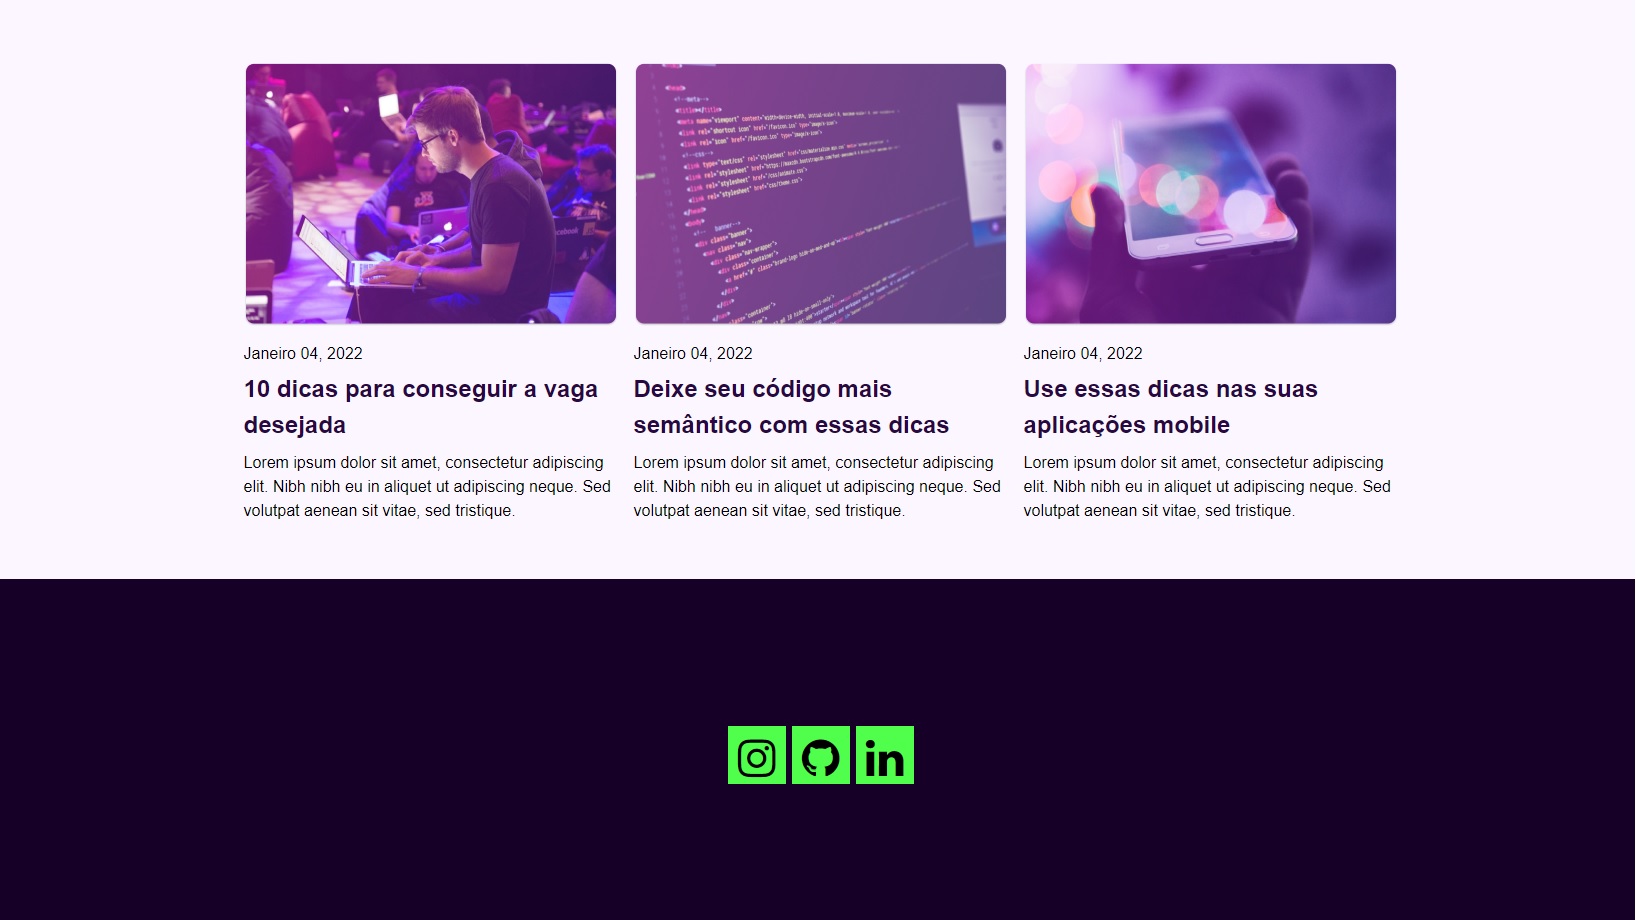 Janeiro 04, 2022
10 dicas para conseguir a vaga
desejada
Lorem ipsum dolor sit amet, consectetur adipiscing
elit. Nibh nibh eu in aliquet ut adipiscing neque. Sed
volutpat aenean sit vitae, sed tristique.
Janeiro 04, 2022
Deixe seu código mais
semântico com essas dicas
Lorem ipsum dolor sit amet, consectetur adipiscing
elit. Nibh nibh eu in aliquet ut adipiscing neque. Sed
volutpat aenean sit vitae, sed tristique.
Janeiro 04, 2022
Use essas dicas nas suas
aplicações mobile
Lorem ipsum dolor sit amet, consectetur adipiscing
elit. Nibh nibh eu in aliquet ut adipiscing neque. Sed
volutpat aenean sit vitae, sed tristique.
in